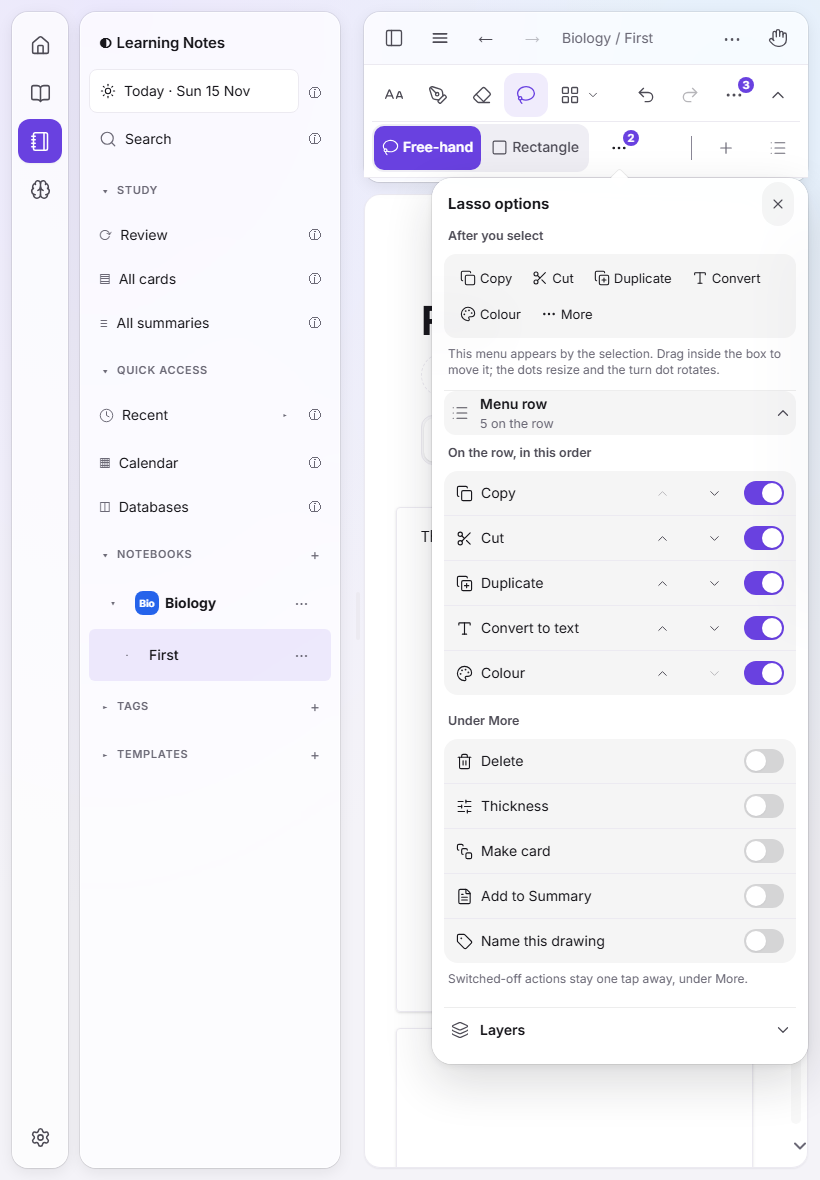 Learning Notes
Today · Sun 15 Nov
Search
STUDY
Review
All cards
All summaries
QUICK ACCESS
Recent
Calendar
Databases
NOTEBOOKS
Bio Biology
First
TAGS
TEMPLATES
Biology / First
AA
3
Free-hand
Rectangle
2
Lasso options
After you select
Copy Cut Duplicate Convert
Colour More
This menu appears by the selection. Drag inside the box to
move it; the dots resize and the turn dot rotates.
Menu row
5 on the row
On the row, in this order
Copy
Cut
Duplicate
Convert to text
Colour
Under More
Delete
Thickness
Make card
Add to Summary
Name this drawing
Switched-off actions stay one tap away, under More.
Layers